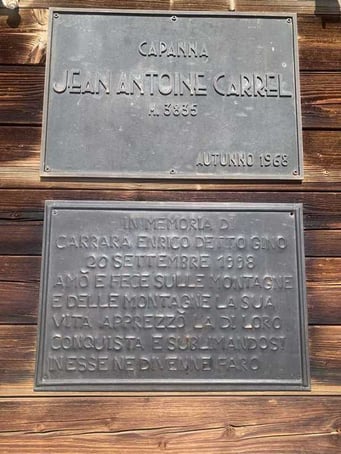 CAPANNA
JEAN ANTOINE CARREL
M. 3835
AUTUNNO 1968
IN MEMORIA DI
CARRARA ENRICO DETTO GINO
20 SETTEMBRE 1998
AMÒ E FECE SULLE MONTAGNE
E DELLE MONTAGNE LA SUA
VITA APPREZZÒ LA DI LORO
CONQUISTA E SUBLIMANDOSI
IN ESSE NE DIVENNE FARO